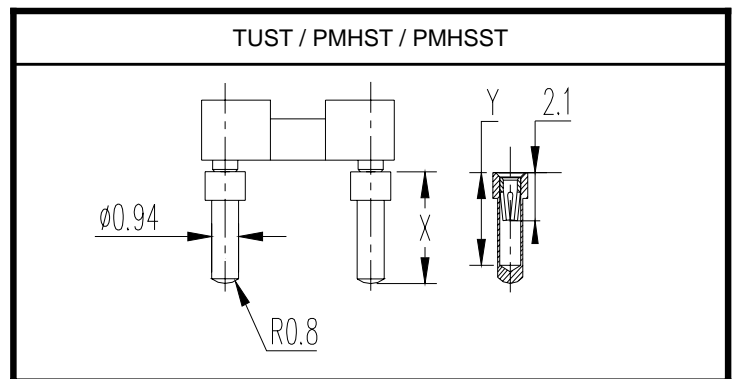 TUST / PMHST / PMHSST
Y
2.1
ø0.94
X
R0.8